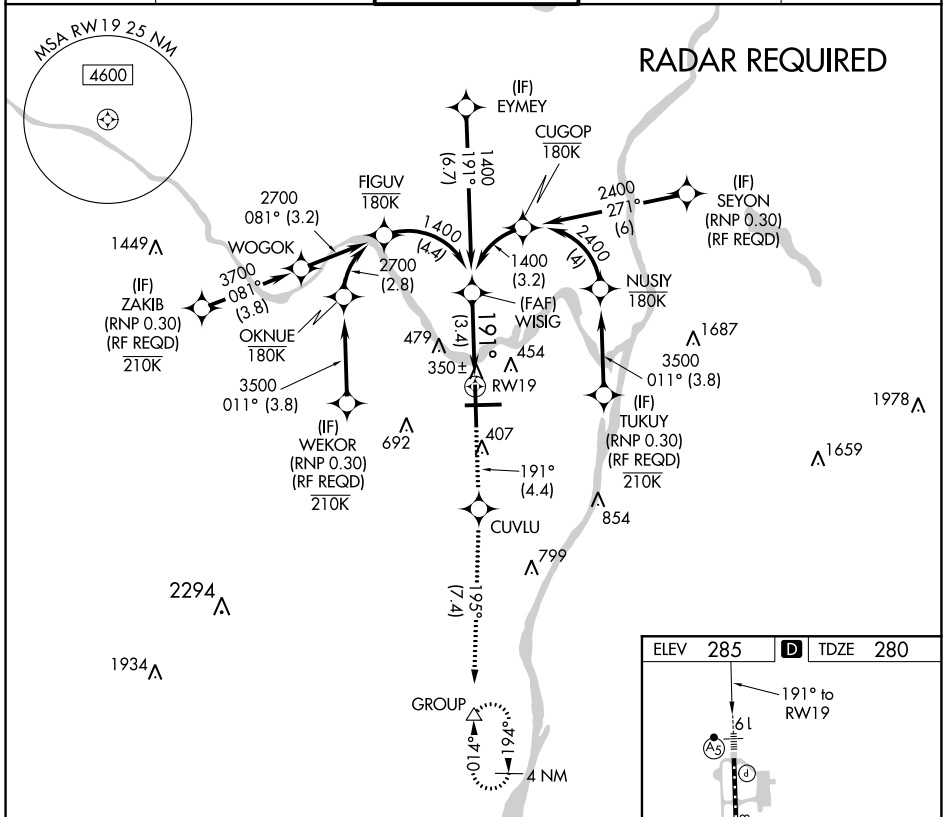 MSA RW19 25 NM
4600
RADAR REQUIRED
(IF)
EYMEY
1400
191°
(6.7)
CUGOP
180K
FIGUV
180K
2700
081° (3.2)
2400
271°
(6)
(IF)
SEYON
(RNP 0.30)
(RF REQD)
1449
WOGOK
1400
(4.4)
2400
(4)
3700
081°
(3.8)
2700
(2.8)
1400
(3.2)
NUSIY
180K
(IF)
ZAKIB
(RNP 0.30)
(RF REQD)
210K
OKNUE
180K
(FAF)
WISIG
191°
(3.4)
479
350±
454
RW19
1687
3500
011° (3.8)
3500
011° (3.8)
(IF)
WEKOR
(RNP 0.30)
(RF REQD)
210K
692
407
(IF)
TUKUY
(RNP 0.30)
(RF REQD)
210K
1978
1659
191°
(4.4)
CUVLU
854
799
2294
195°
(7.4)
1934
GROUP
014°
194°
4 NM
ELEV 285
D
TDZE 280
191° to
RW19
19
A5
P